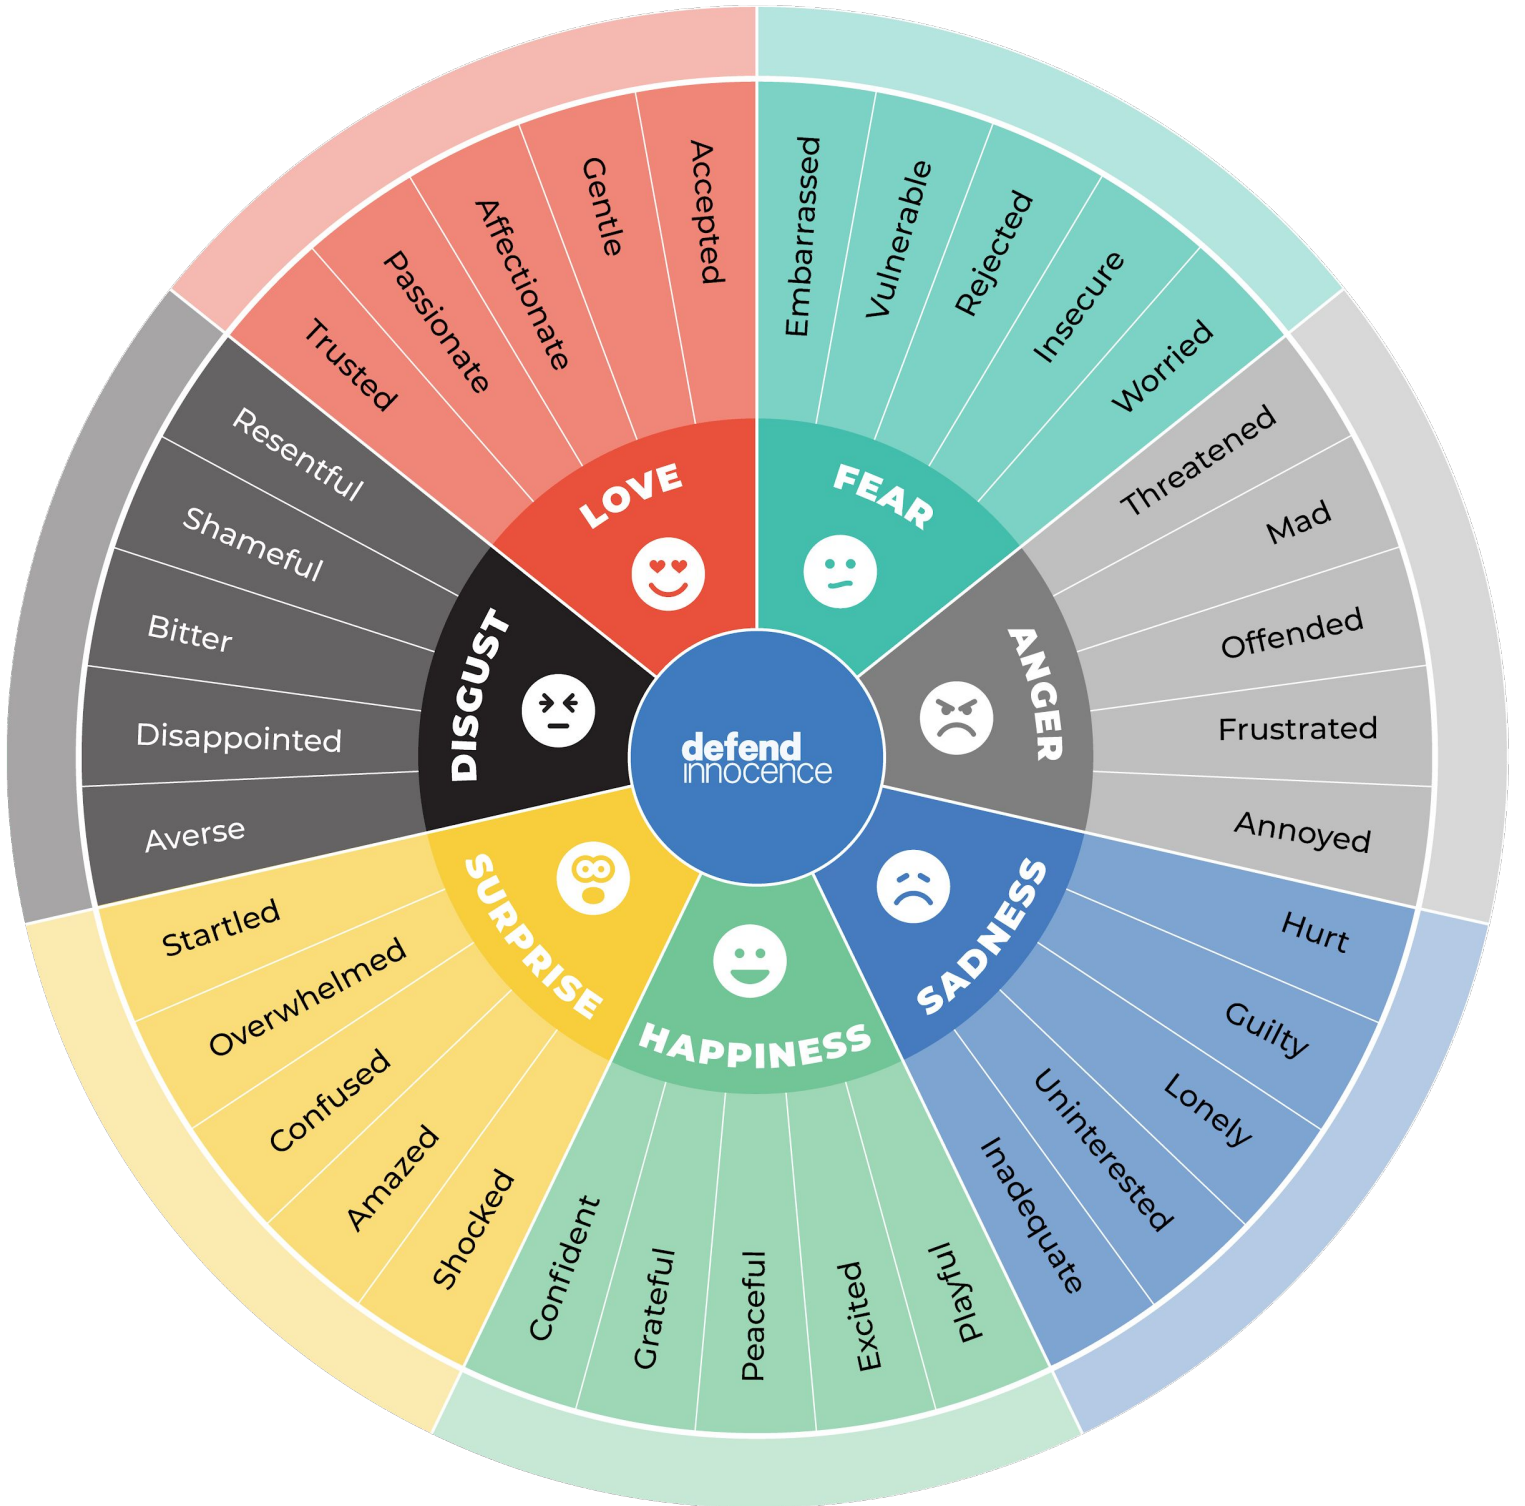 defend
innocence
LOVE
Trusted
Passionate
Affectionate
Gentle
Accepted
FEAR
Embarrassed
Vulnerable
Rejected
Insecure
Worried
ANGER
Threatened
Mad
Offended
Frustrated
Annoyed
SADNESS
Hurt
Guilty
Lonely
Uninterested
Inadequate
HAPPINESS
Playful
Excited
Peaceful
Grateful
Confident
SURPRISE
Shocked
Amazed
Confused
Overwhelmed
Startled
DISGUST
Averse
Disappointed
Bitter
Shameful
Resentful